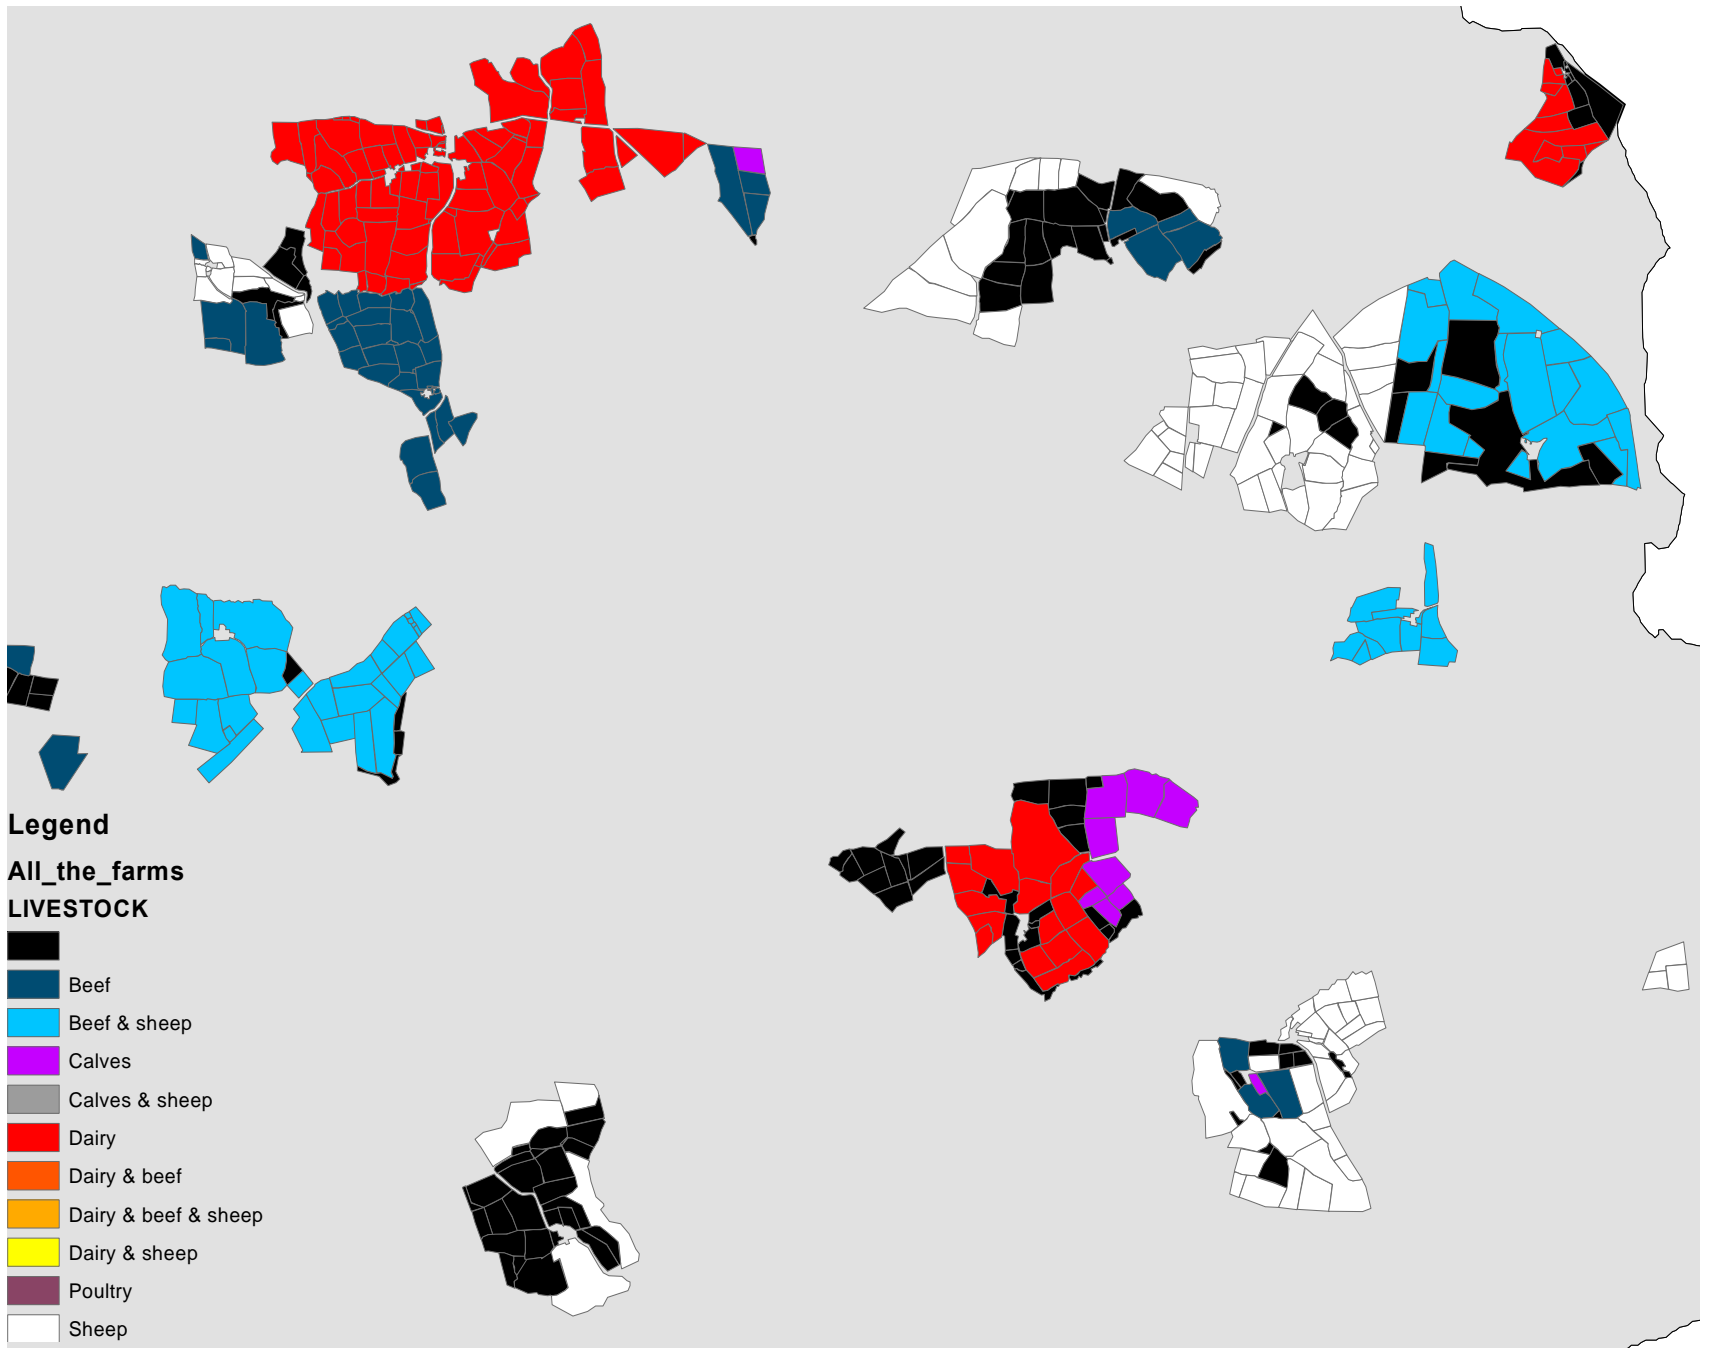 Legend
All_the_farms
LIVESTOCK
Beef
Beef & sheep
Calves
Calves & sheep
Dairy
Dairy & beef
Dairy & beef & sheep
Dairy & sheep
Poultry
Sheep